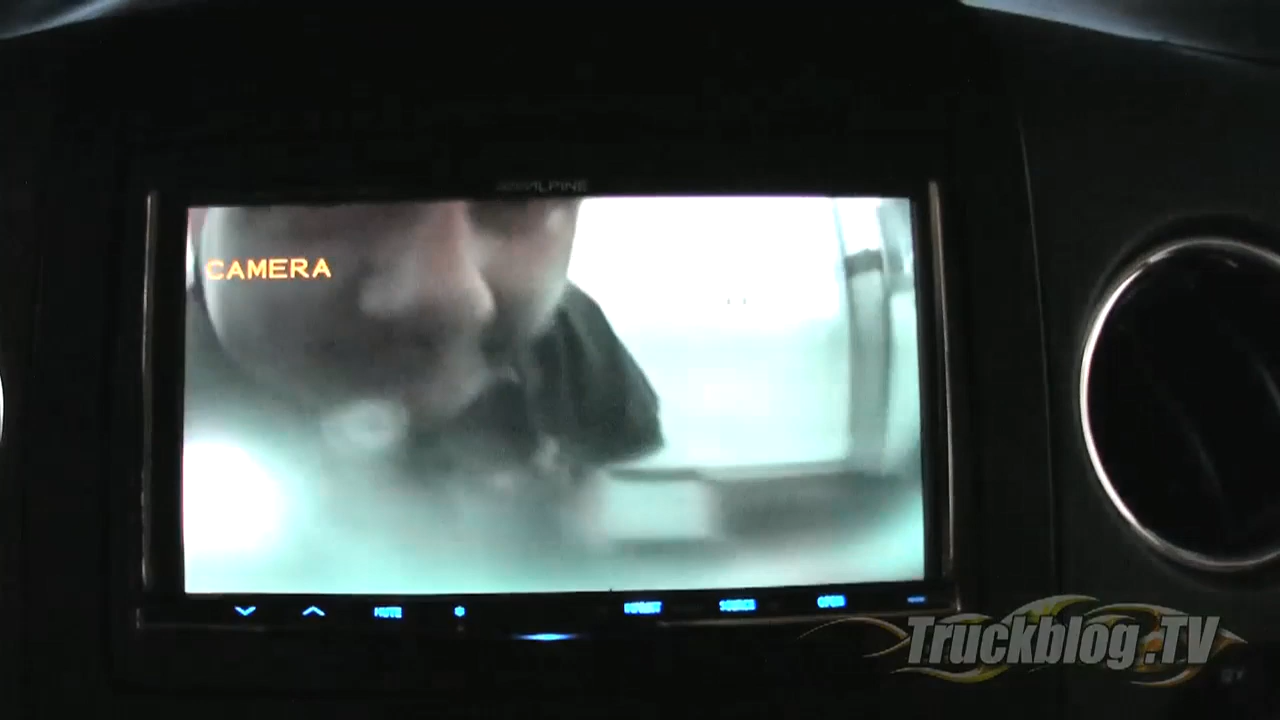 ALPINE
CAMERA
MUTE
SOURCE
OPEN
Truckblog.TV